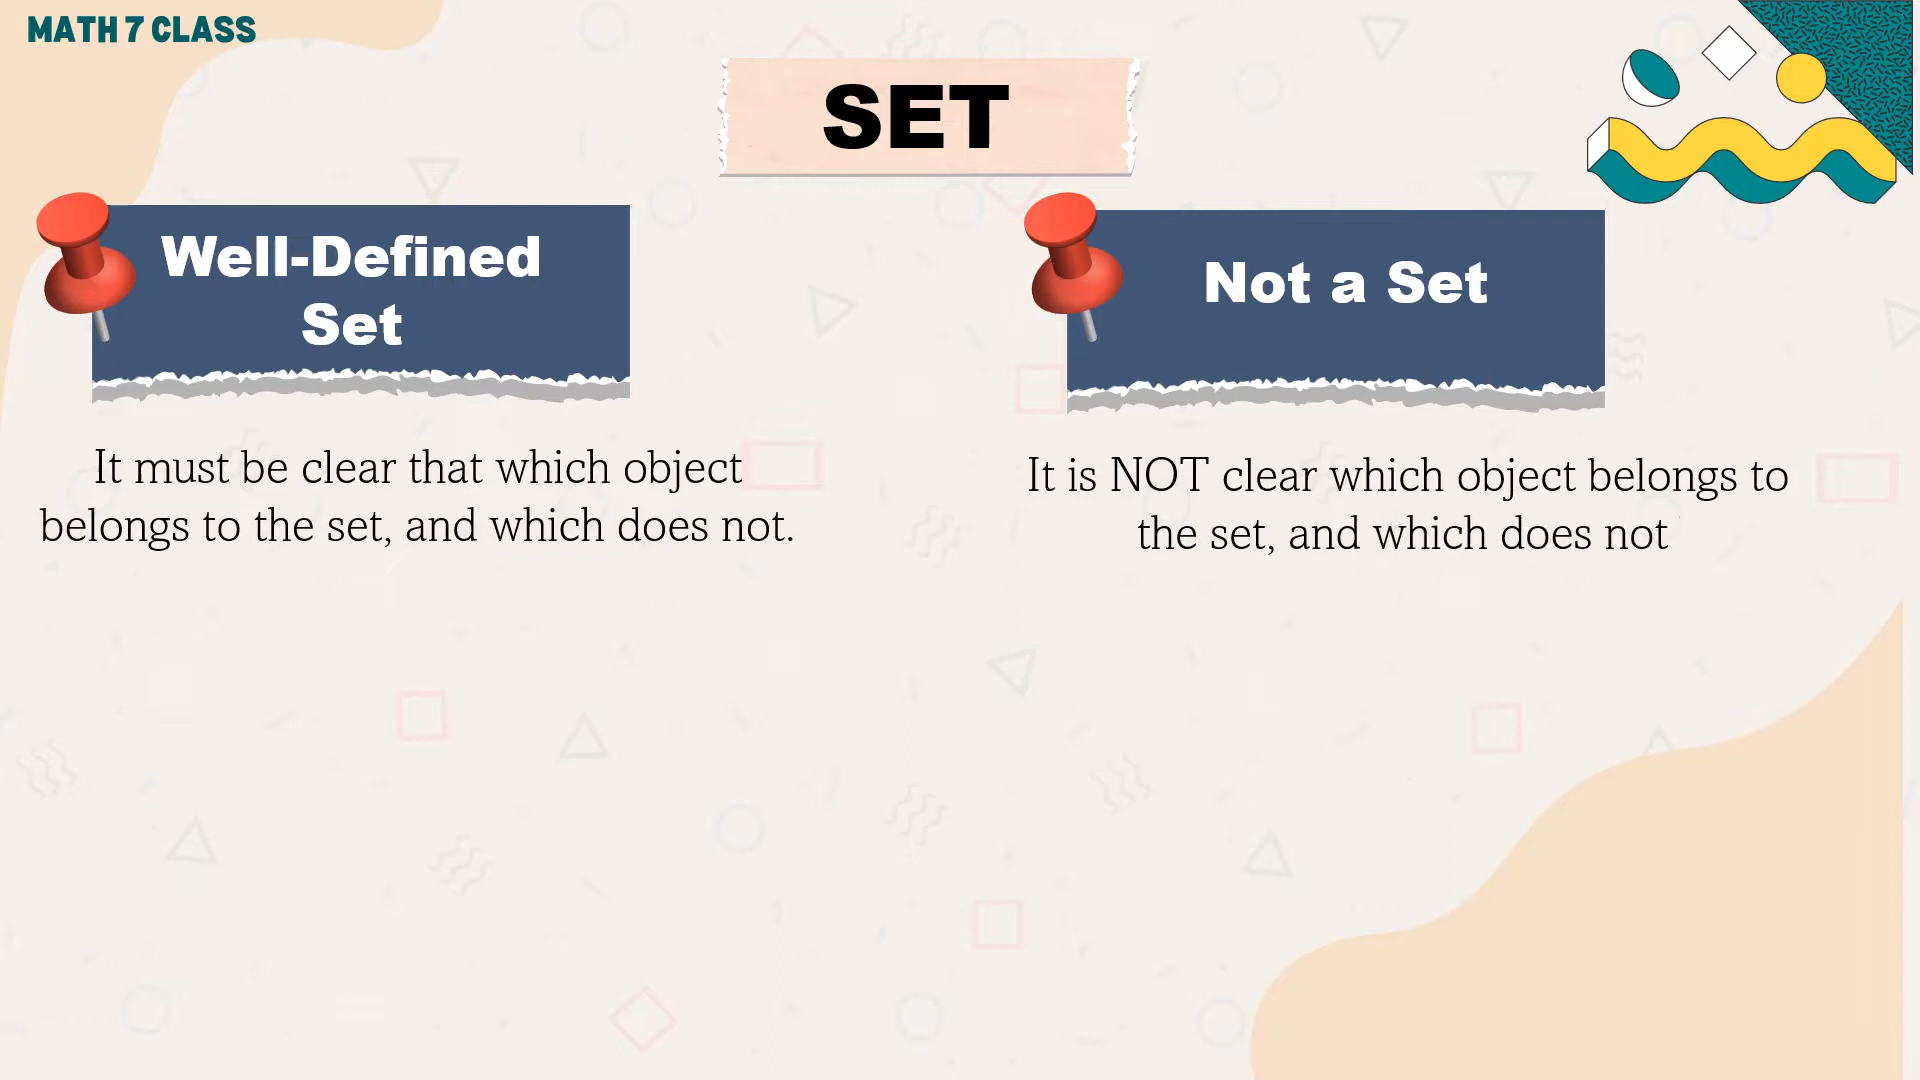 MATH 7 CLASS
SET
Well-Defined
Set
It must be clear that which object
belongs to the set, and which does not.
Not a Set
It is NOT clear which object belongs to
the set, and which does not